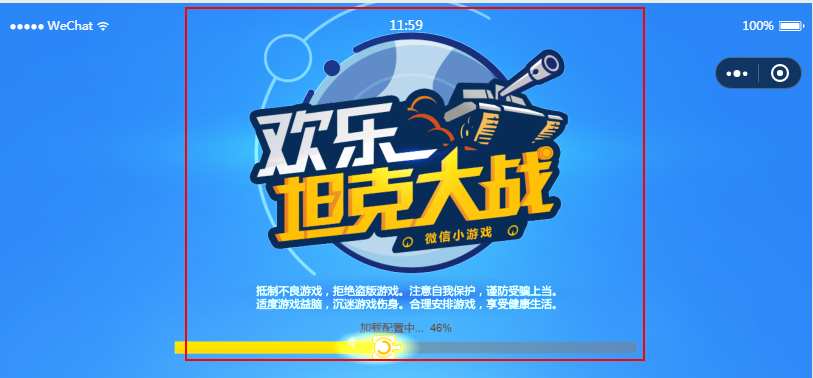 ●●●●● WeChat 11:59 100%
欢乐
坦克大战
微信小游戏
抵制不良游戏，拒绝盗版游戏。注意自我保护，谨防受骗上当。
适度游戏益脑，沉迷游戏伤身。合理安排游戏，享受健康生活。
加载配置中... 46%